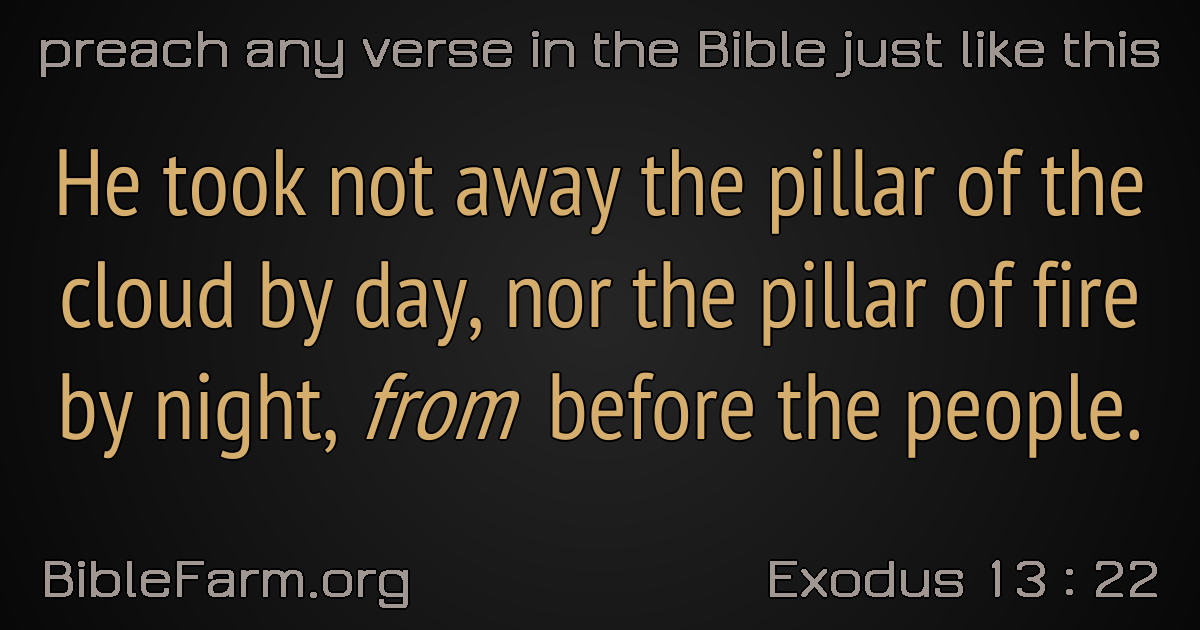 preach any verse in the Bible just like this
He took not away the pillar of the
cloud by day, nor the pillar of fire
by night, from before the people.
BibleFarm.org
Exodus 13 : 22